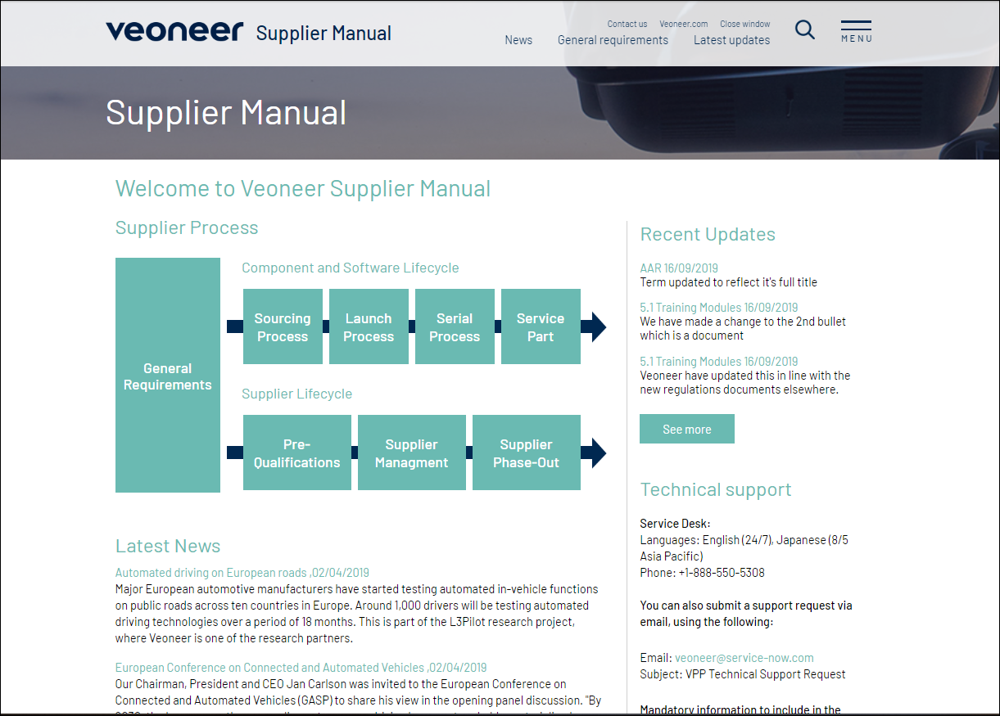 veoneer Supplier Manual
Contact us Veoneer.com Close window
News General requirements Latest updates
MENU
Supplier Manual
Welcome to Veoneer Supplier Manual
Supplier Process
General
Requirements
Component and Software Lifecycle
Sourcing
Process
Launch
Process
Serial
Process
Service
Part
Supplier Lifecycle
Pre-
Qualifications
Supplier
Managment
Supplier
Phase-Out
Latest News
Automated driving on European roads ,02/04/2019
Major European automotive manufacturers have started testing automated in-vehicle functions
on public roads across ten countries in Europe. Around 1,000 drivers will be testing automated
driving technologies over a period of 18 months. This is part of the L3Pilot research project,
where Veoneer is one of the research partners.
European Conference on Connected and Automated Vehicles ,02/04/2019
Our Chairman, President and CEO Jan Carlson was invited to the European Conference on
Connected and Automated Vehicles (GASP) to share his view in the opening panel discussion. "By
Recent Updates
AAR 16/09/2019
Term updated to reflect it's full title
5.1 Training Modules 16/09/2019
We have made a change to the 2nd bullet
which is a document
5.1 Training Modules 16/09/2019
Veoneer have updated this in line with the
new regulations documents elsewhere.
See more
Technical support
Service Desk:
Languages: English (24/7), Japanese (8/5
Asia Pacific)
Phone: +1-888-550-5308
You can also submit a support request via
email, using the following:
Email: veoneer@service-now.com
Subject: VPP Technical Support Request
Mandatory information to include in the